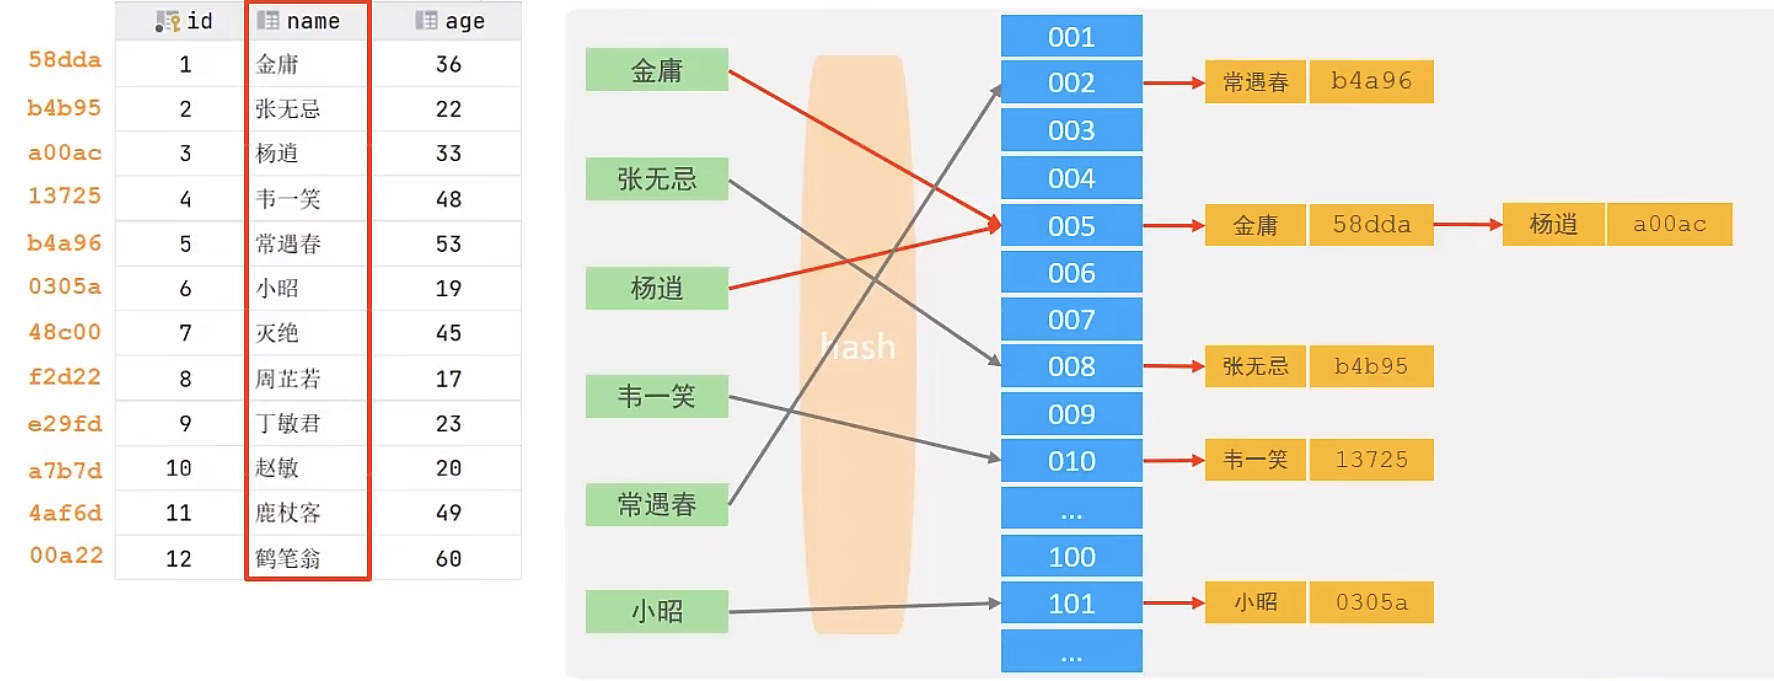 id name age
58dda 1 金庸 36
b4b95 2 张无忌 22
a00ac 3 杨逍 33
13725 4 韦一笑 48
b4a96 5 常遇春 53
0305a 6 小昭 19
48c00 7 灭绝 45
f2d22 8 周芷若 17
e29fd 9 丁敏君 23
a7b7d 10 赵敏 20
4af6d 11 鹿杖客 49
00a22 12 鹤笔翁 60
金庸
张无忌
杨逍
韦一笑
常遇春
小昭
hash
001
002 常遇春 b4a96
003
004
005 金庸 58dda 杨逍 a00ac
006
007
008 张无忌 b4b95
009
010 韦一笑 13725
...
100
101 小昭 0305a
...